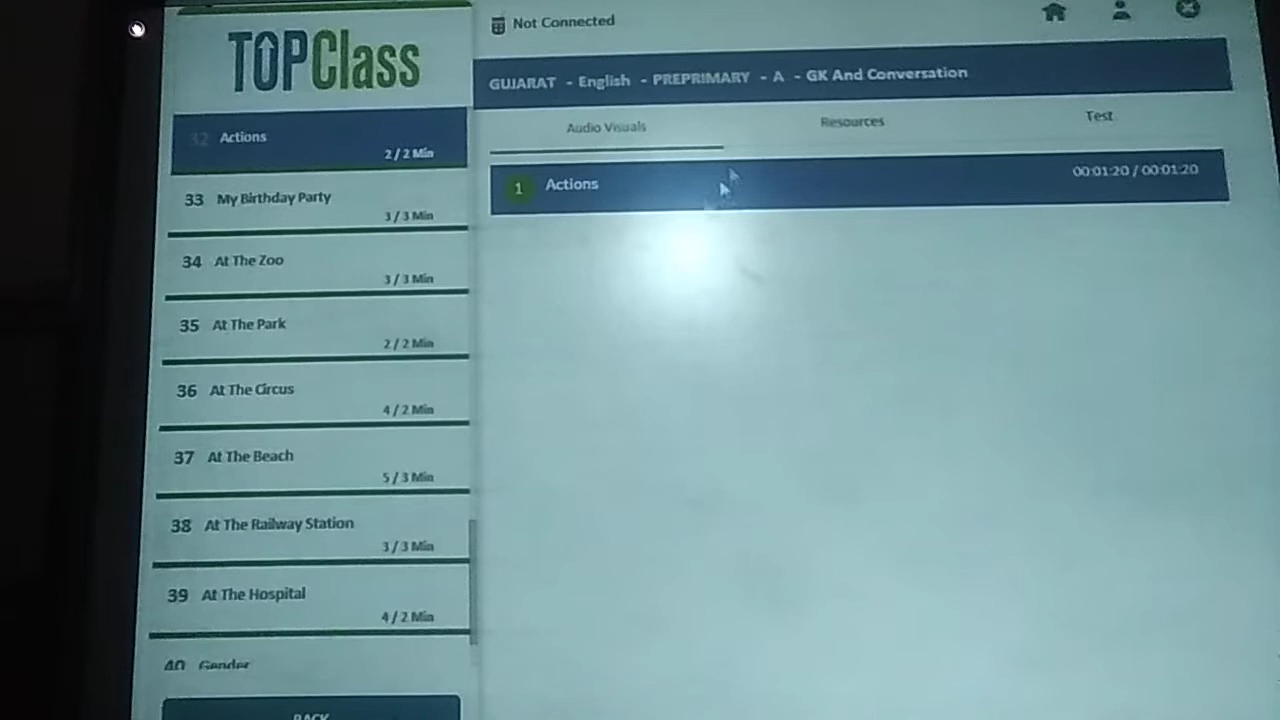 Not Connected
TOPClass
GUJARAT - English - PREPRIMARY - A - GK And Conversation
Audio Visuals
Resources
Test
32 Actions
2 / 2 Min
1 Actions
00:01:20 / 00:01:20
33 My Birthday Party
3 / 3 Min
34 At The Zoo
3 / 3 Min
35 At The Park
2 / 2 Min
36 At The Circus
4 / 2 Min
37 At The Beach
5 / 3 Min
38 At The Railway Station
3 / 3 Min
39 At The Hospital
4 / 2 Min
40 Gender
BACK